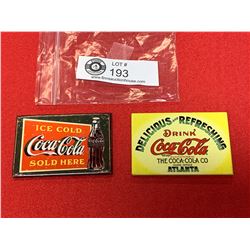 LOT #
193
ICE COLD
Coca-Cola
SOLD HERE
DELICIOUS and REFRESHING
DRINK
Coca-Cola
THE COCA-COLA CO
ATLANTA